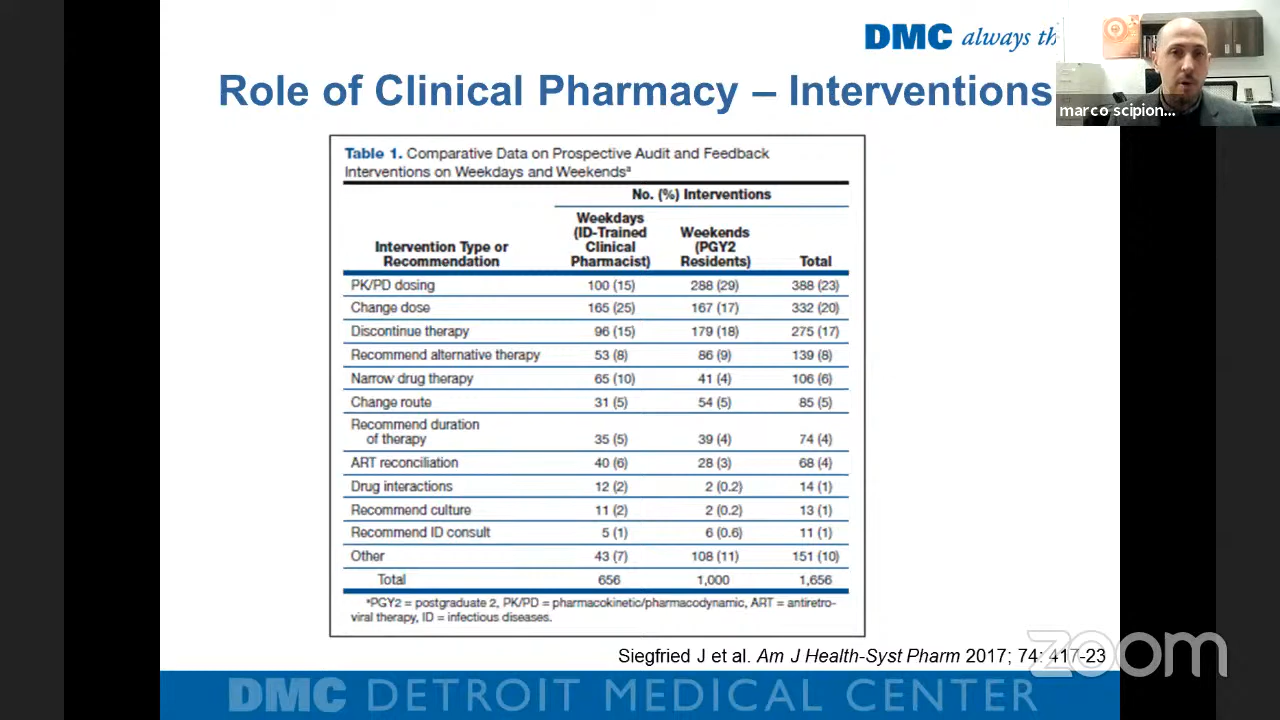 DMC always th
Role of Clinical Pharmacy – Interventions
marco scipion...
Table 1. Comparative Data on Prospective Audit and Feedback
Interventions on Weekdays and Weekendsª
No. (%) Interventions
Intervention Type or Recommendation Weekdays (ID-Trained Clinical Pharmacist) Weekends (PGY2 Residents) Total
PK/PD dosing 100 (15) 288 (29) 388 (23)
Change dose 165 (25) 167 (17) 332 (20)
Discontinue therapy 96 (15) 179 (18) 275 (17)
Recommend alternative therapy 53 (8) 86 (9) 139 (8)
Narrow drug therapy 65 (10) 41 (4) 106 (6)
Change route 31 (5) 54 (5) 85 (5)
Recommend duration
of therapy 35 (5) 39 (4) 74 (4)
ART reconciliation 40 (6) 28 (3) 68 (4)
Drug interactions 12 (2) 2 (0.2) 14 (1)
Recommend culture 11 (2) 2 (0.2) 13 (1)
Recommend ID consult 5 (1) 6 (0.6) 11 (1)
Other 43 (7) 108 (11) 151 (10)
Total 656 1,000 1,656
ªPGY2 = postgraduate 2, PK/PD = pharmacokinetic/pharmacodynamic, ART = antiretro-
viral therapy, ID = infectious diseases.
Siegfried J et al. Am J Health-Syst Pharm 2017; 74: 417-23
zoom
DMC DETROIT MEDICAL CENTER